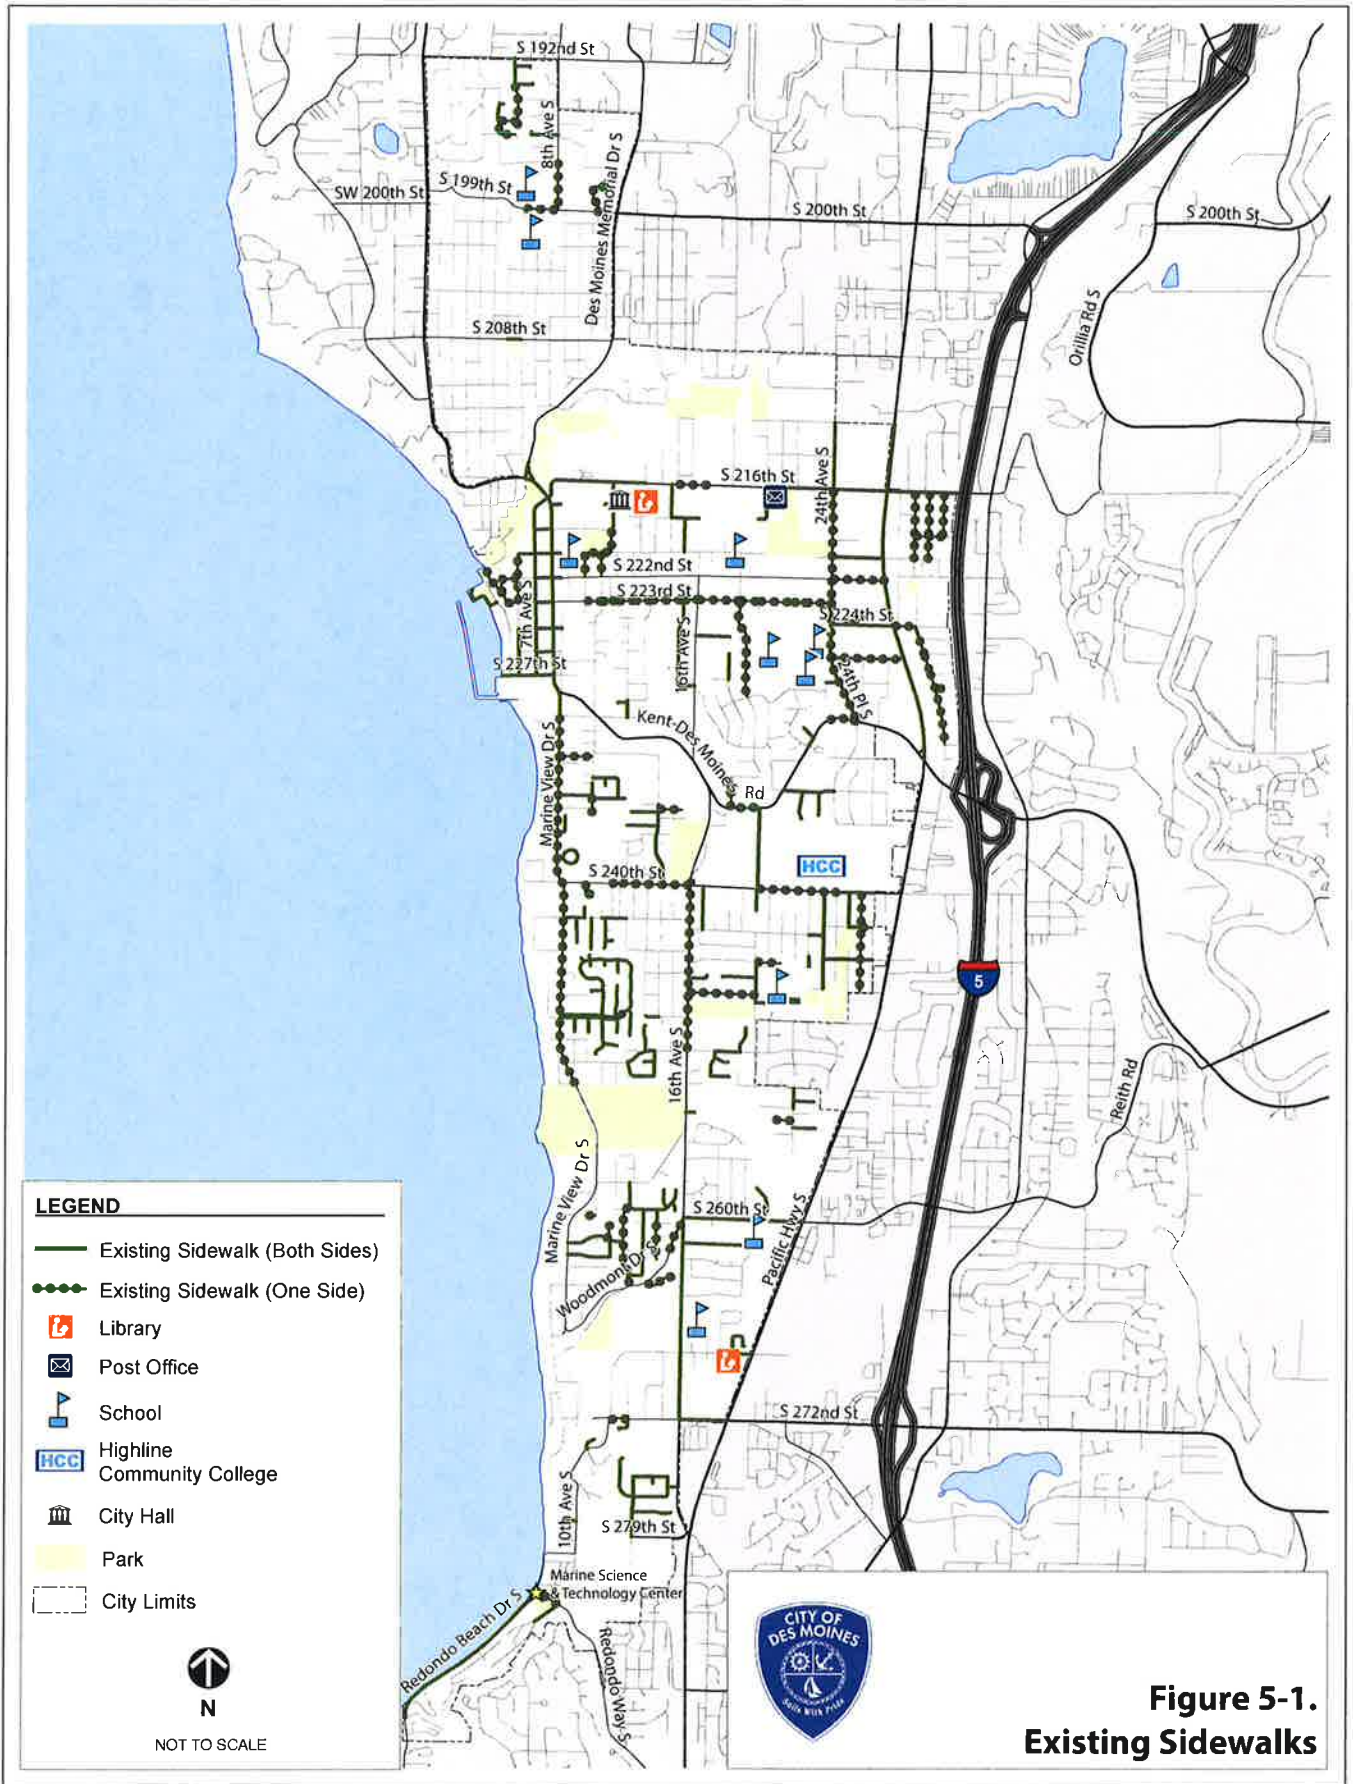 S 192nd St
8th Ave S
Des Moines Memorial Dr S
S 199th St
SW 200th St
S 200th St
S 200th St
Orillia Rd S
S 208th St
S 216th St
24th Ave S
S 222nd St
S 223rd St
7th Ave S
S 224th St
16th Ave S
S 227th St
24th Pl S
Kent-Des Moines
Rd
Marine View Dr S
HCC
S 240th St
5
16th Ave S
Reith Rd
Marine View Dr S
S 260th St
Woodmont Dr S
Pacific Hwy S
S 272nd St
10th Ave S
S 279th St
Marine Science
& Technology Center
Redondo Beach Dr S
Redondo Way S
LEGEND
Existing Sidewalk (Both Sides)
Existing Sidewalk (One Side)
Library
Post Office
School
HCC
Highline
Community College
City Hall
Park
City Limits
N
NOT TO SCALE
CITY OF
DES MOINES
Sails With Pride
Figure 5-1.
Existing Sidewalks